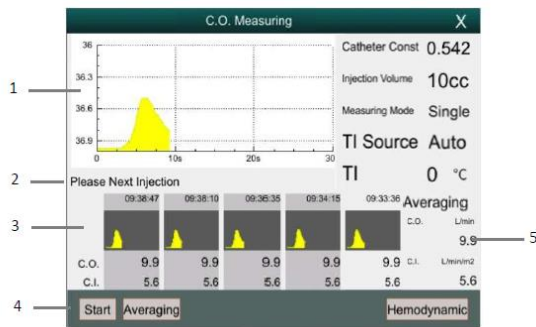 C.O. Measuring X
36
36.3
36.6
36.9
0 10s 20s 30
Catheter Const 0.542
Injection Volume 10cc
Measuring Mode Single
TI Source Auto
TI 0 °C
Please Next Injection
09:38:47 09:38:10 09:36:35 09:34:15 09:33:36
Averaging
C.O. L/min
9.9
C.O. 9.9 9.9 9.9 9.9 9.9 C.I. L/min/m2
C.I. 5.6 5.6 5.6 5.6 5.6 5.6
Start Averaging Hemodynamic
1
2
3
4
5